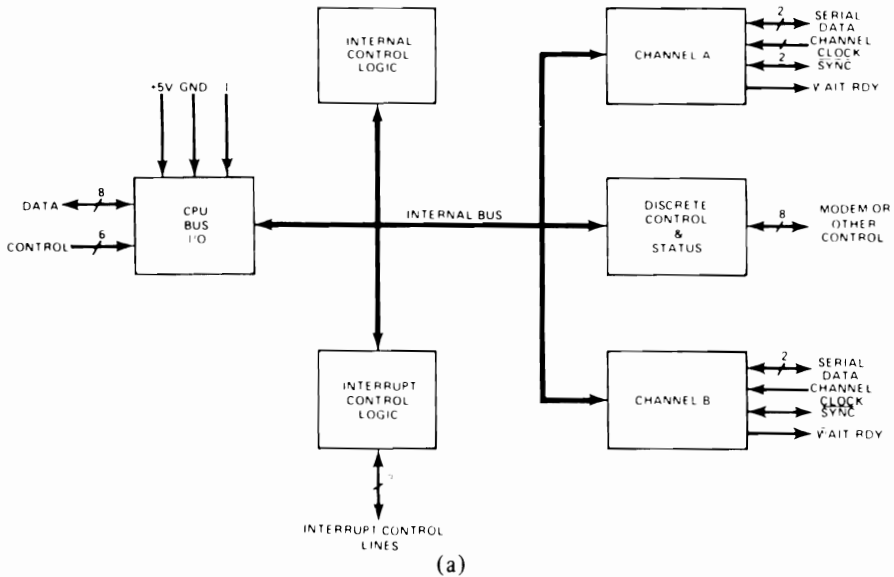 INTERNAL
CONTROL
LOGIC
+5V GND
8
DATA
6
CONTROL
CPU
BUS
I/O
INTERNAL BUS
INTERRUPT
CONTROL
LOGIC
INTERRUPT CONTROL
LINES
CHANNEL A
2
SERIAL
DATA
CHANNEL
CLOCK
2
SYNC
RDY
DISCRETE
CONTROL
&
STATUS
8
MODEM OR
OTHER
CONTROL
CHANNEL B
2
SERIAL
DATA
CHANNEL
CLOCK
SYNC
RDY
(a)